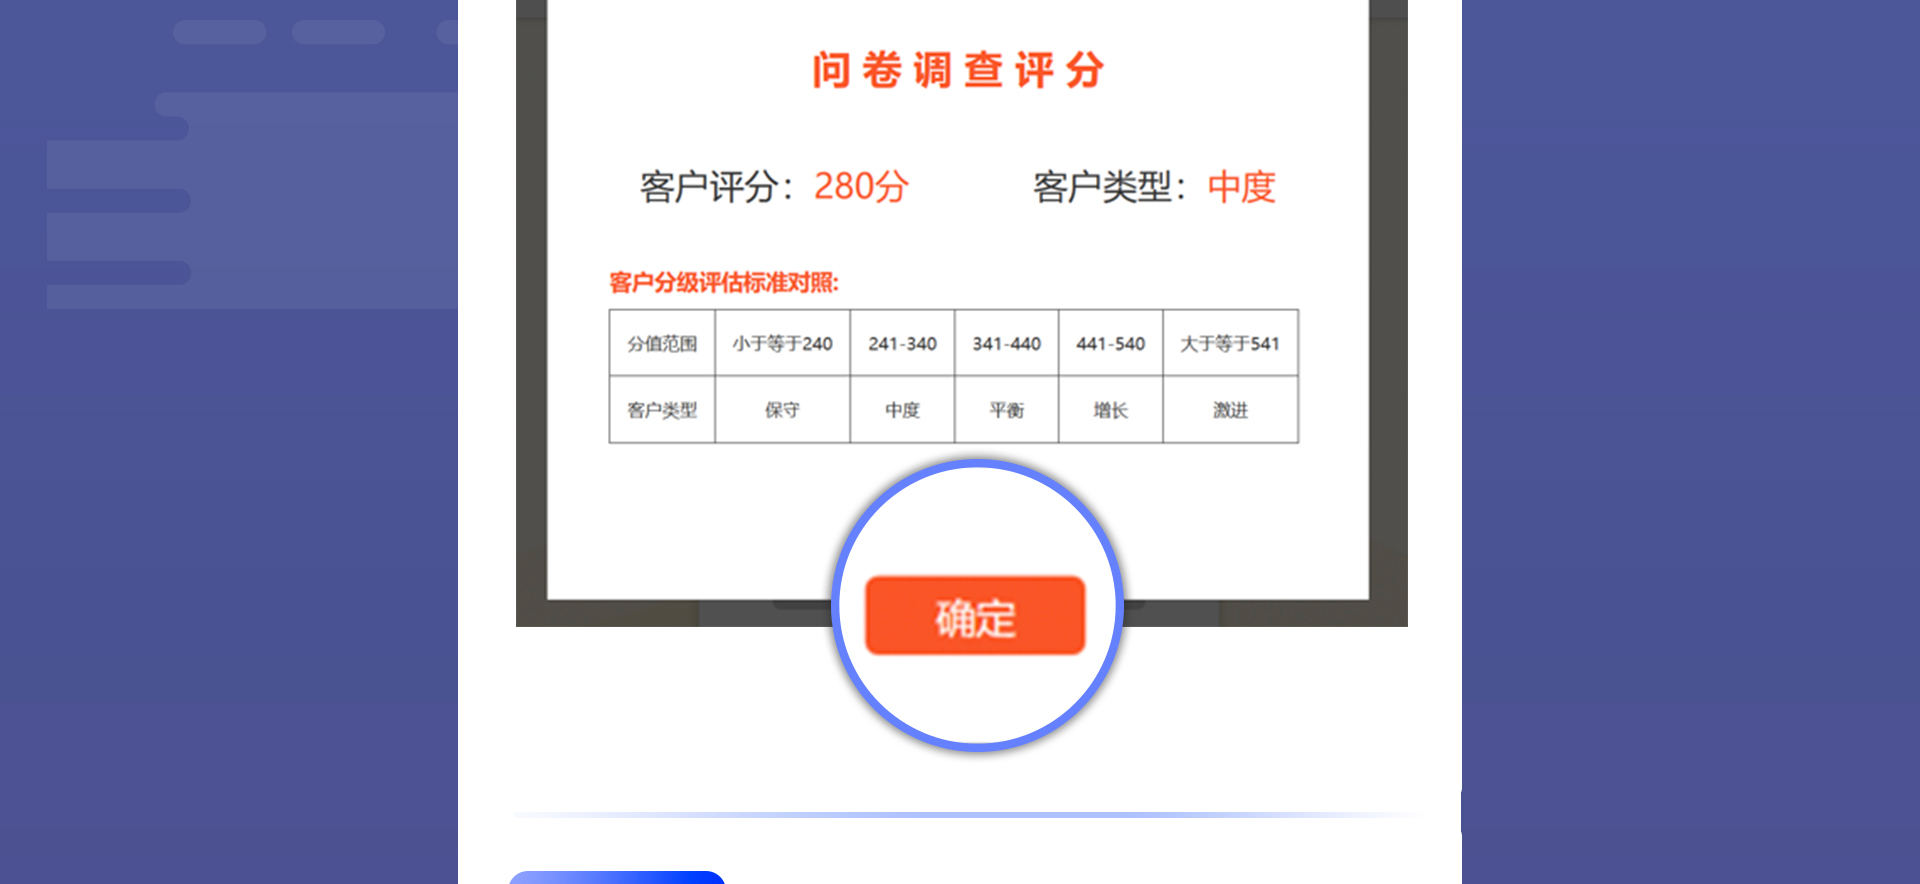 问卷调查评分
客户评分：280分 客户类型：中度
客户分级评估标准对照:
分值范围 小于等于240 241-340 341-440 441-540 大于等于541
客户类型 保守 中度 平衡 增长 激进
确定